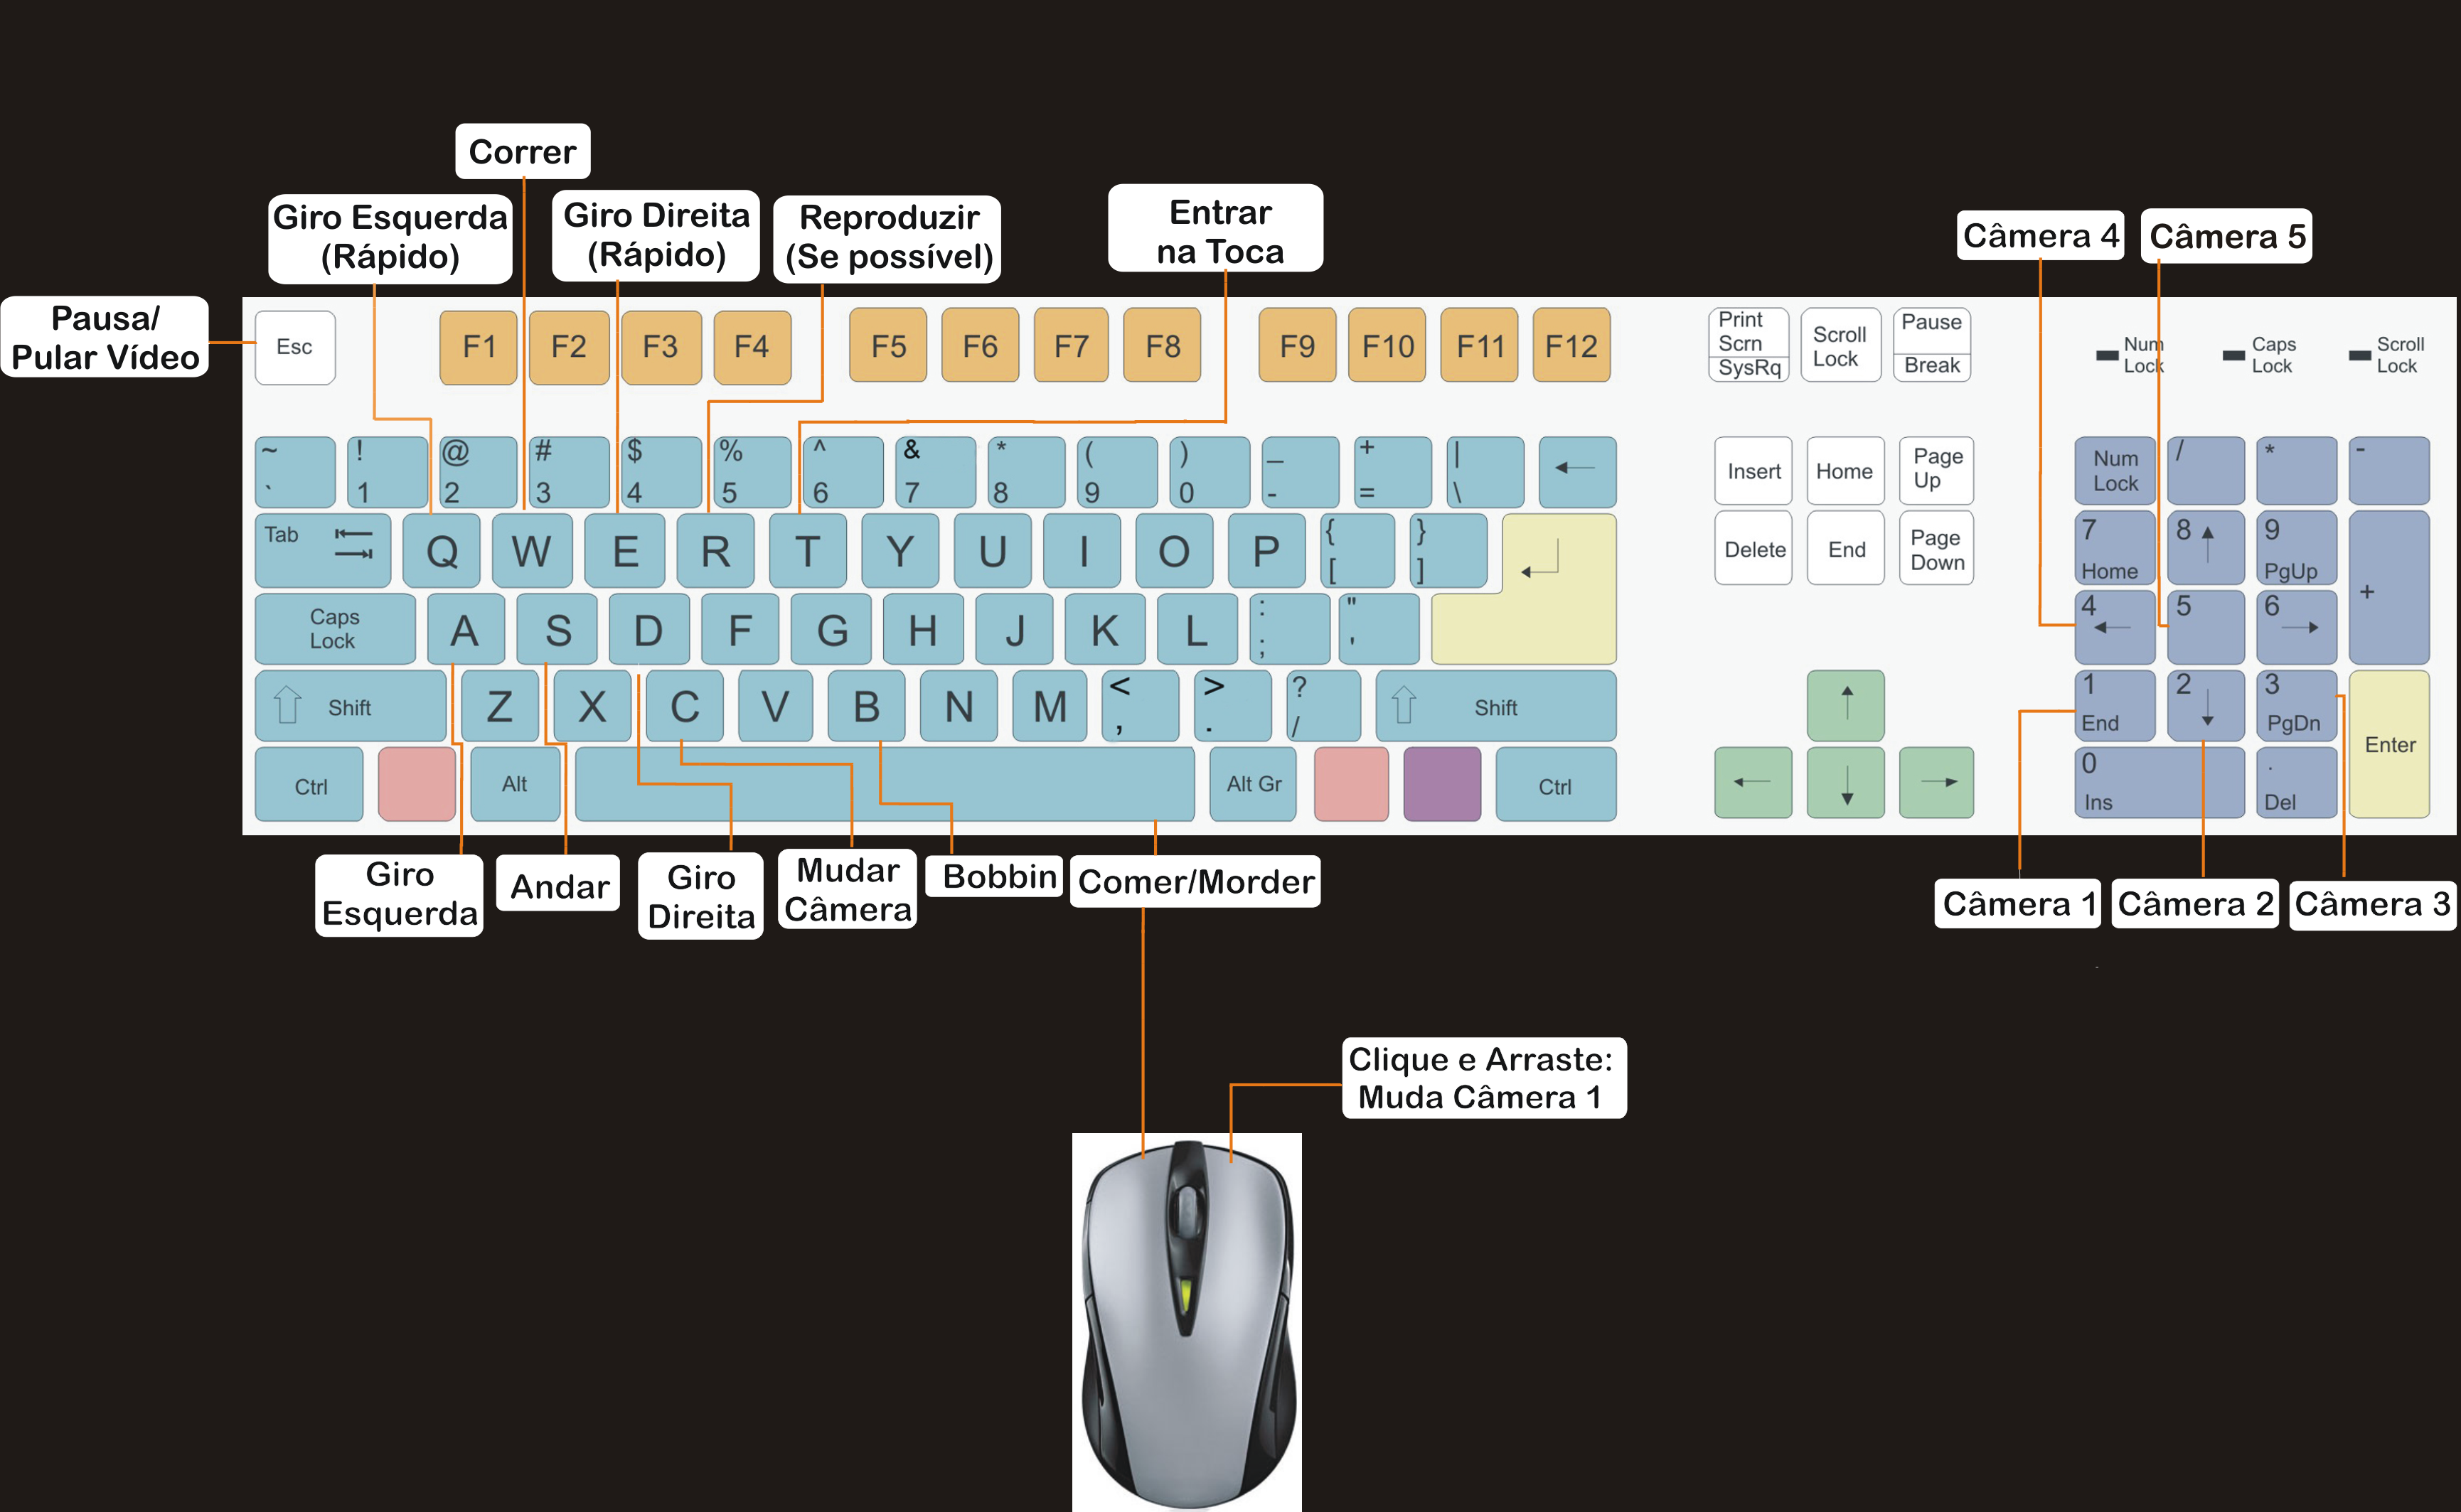 Correr
Giro Esquerda
(Rápido)
Giro Direita
(Rápido)
Reproduzir
(Se possível)
Entrar
na Toca
Câmera 4
Câmera 5
Pausa/
Pular Vídeo
Esc
F1 F2 F3 F4 F5 F6 F7 F8 F9 F10 F11 F12
Print
Scrn
SysRq
Scroll
Lock
Pause
Break
Num
Lock
Caps
Lock
Scroll
Lock
~ ! @ # $ % ^ & * ( ) _ + |
` 1 2 3 4 5 6 7 8 9 0 - = \
Insert Home Page
Up
Num
Lock
/ * -
Tab Q W E R T Y U I O P { }
[ ]
Delete End Page
Down
7 8 9
Home PgUp
+
Caps
Lock
A S D F G H J K L : "
; '
4 5 6
Shift Z X C V B N M < > ?
, . /
Shift
1 2 3
End PgDn
Enter
Ctrl Alt Alt Gr Ctrl
0 .
Ins Del
Giro
Esquerda
Andar
Giro
Direita
Mudar
Câmera
Bobbin
Comer/Morder
Câmera 1
Câmera 2
Câmera 3
Clique e Arraste:
Muda Câmera 1